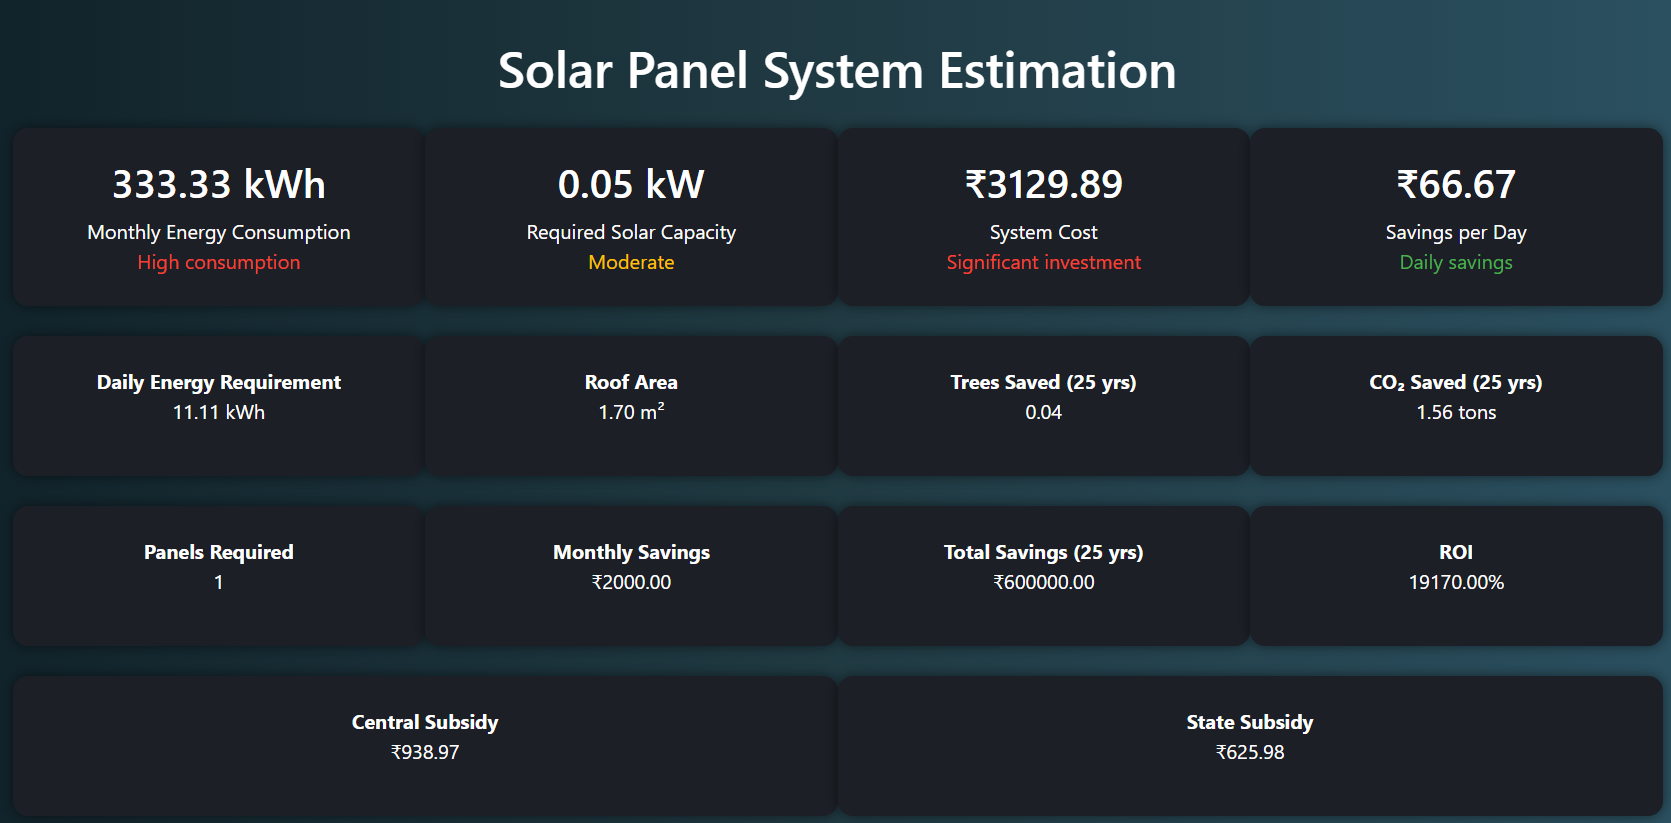 Solar Panel System Estimation
333.33 kWh
Monthly Energy Consumption
High consumption
0.05 kW
Required Solar Capacity
Moderate
₹3129.89
System Cost
Significant investment
₹66.67
Savings per Day
Daily savings
Daily Energy Requirement
11.11 kWh
Roof Area
1.70 m²
Trees Saved (25 yrs)
0.04
CO₂ Saved (25 yrs)
1.56 tons
Panels Required
1
Monthly Savings
₹2000.00
Total Savings (25 yrs)
₹600000.00
ROI
19170.00%
Central Subsidy
₹938.97
State Subsidy
₹625.98